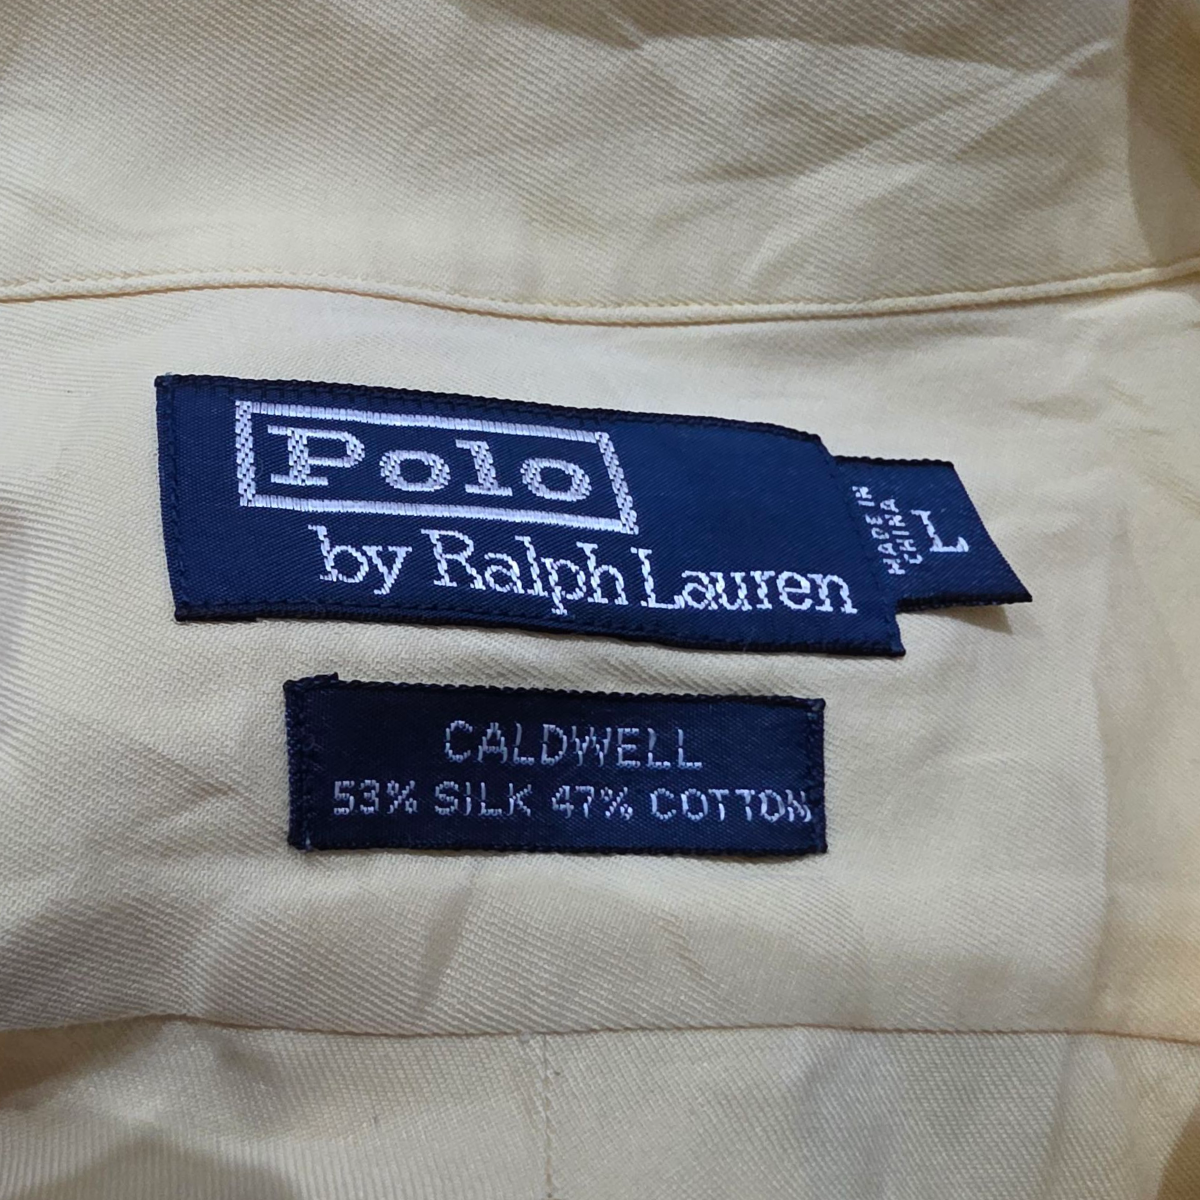 Polo
by Ralph Lauren
MADE IN
CHINA
L
CALDWELL
53% SILK 47% COTTON